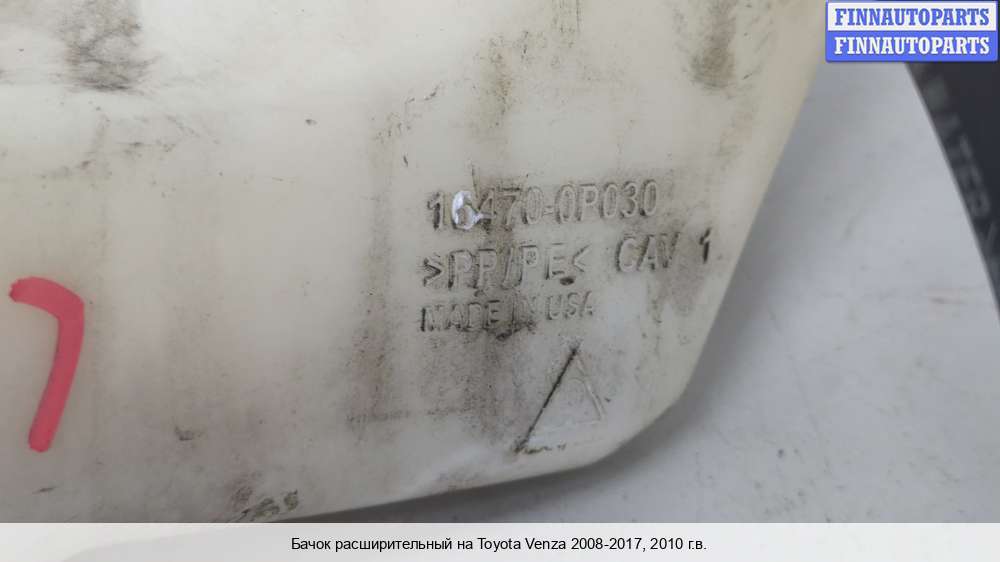 FINNAUTOPARTS
FINNAUTOPARTS
16470-0P030
>PP/PE< CAV 1
MADE IN USA
Бачок расширительный на Toyota Venza 2008-2017, 2010 г.в.